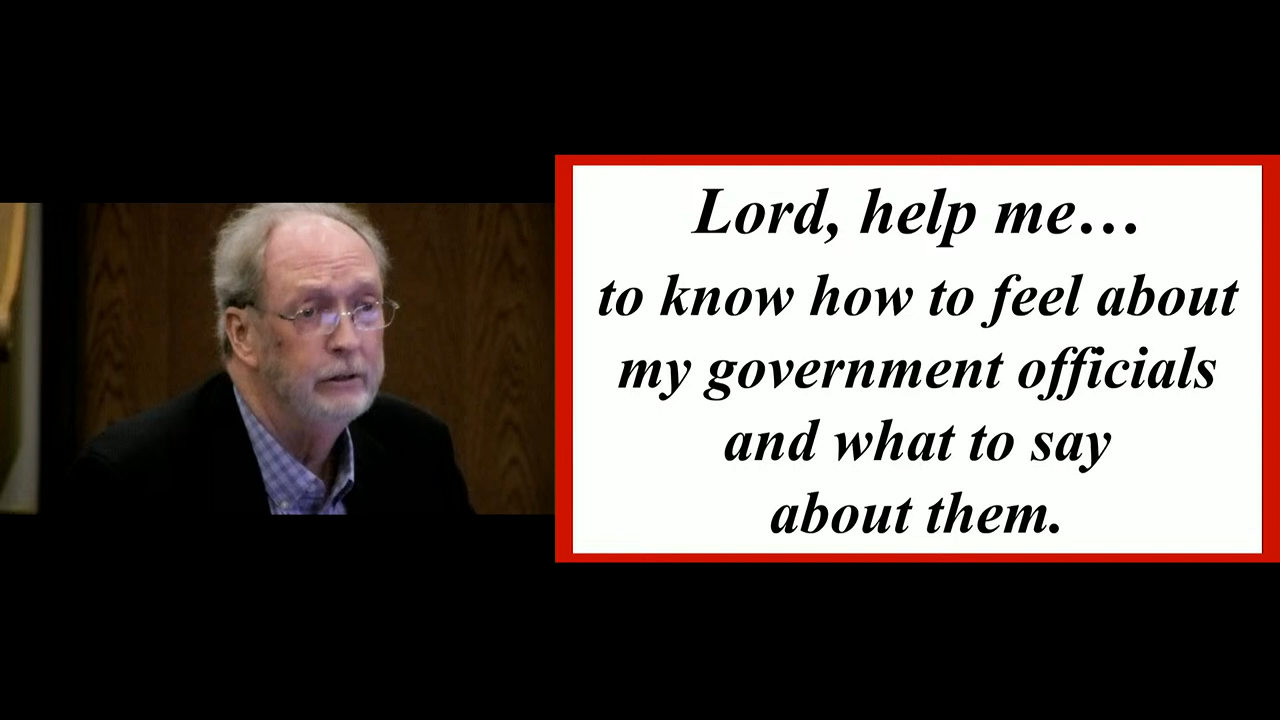 Lord, help me…
to know how to feel about
my government officials
and what to say
about them.